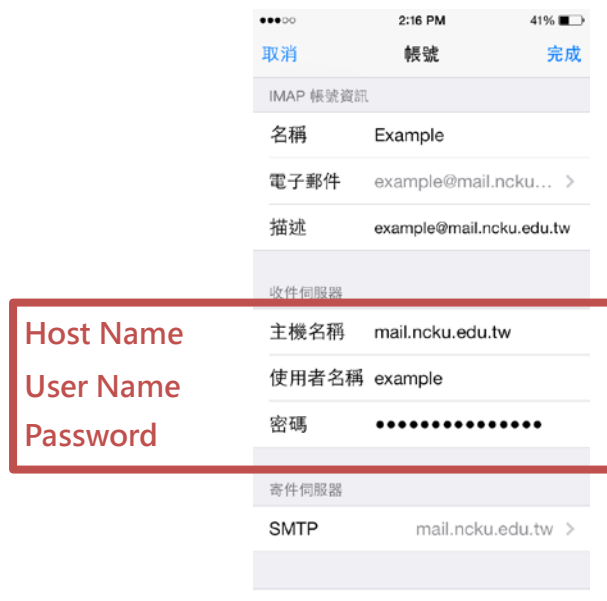 2:16 PM 41%
取消 帳號 完成
IMAP 帳號資訊
名稱 Example
電子郵件 example@mail.ncku...
描述 example@mail.ncku.edu.tw
收件伺服器
Host Name 主機名稱 mail.ncku.edu.tw
User Name 使用者名稱 example
Password 密碼 ●●●●●●●●●●●●●●●
寄件伺服器
SMTP mail.ncku.edu.tw